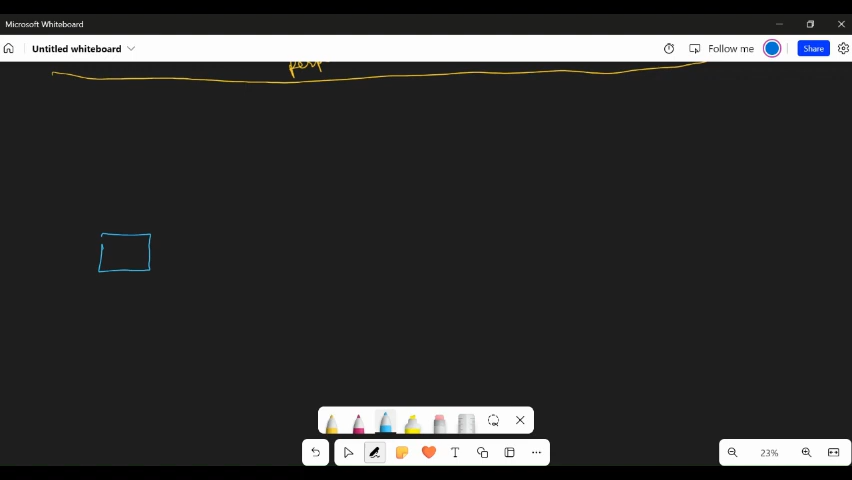 Microsoft Whiteboard
Untitled whiteboard
Follow me
Share
T
23%